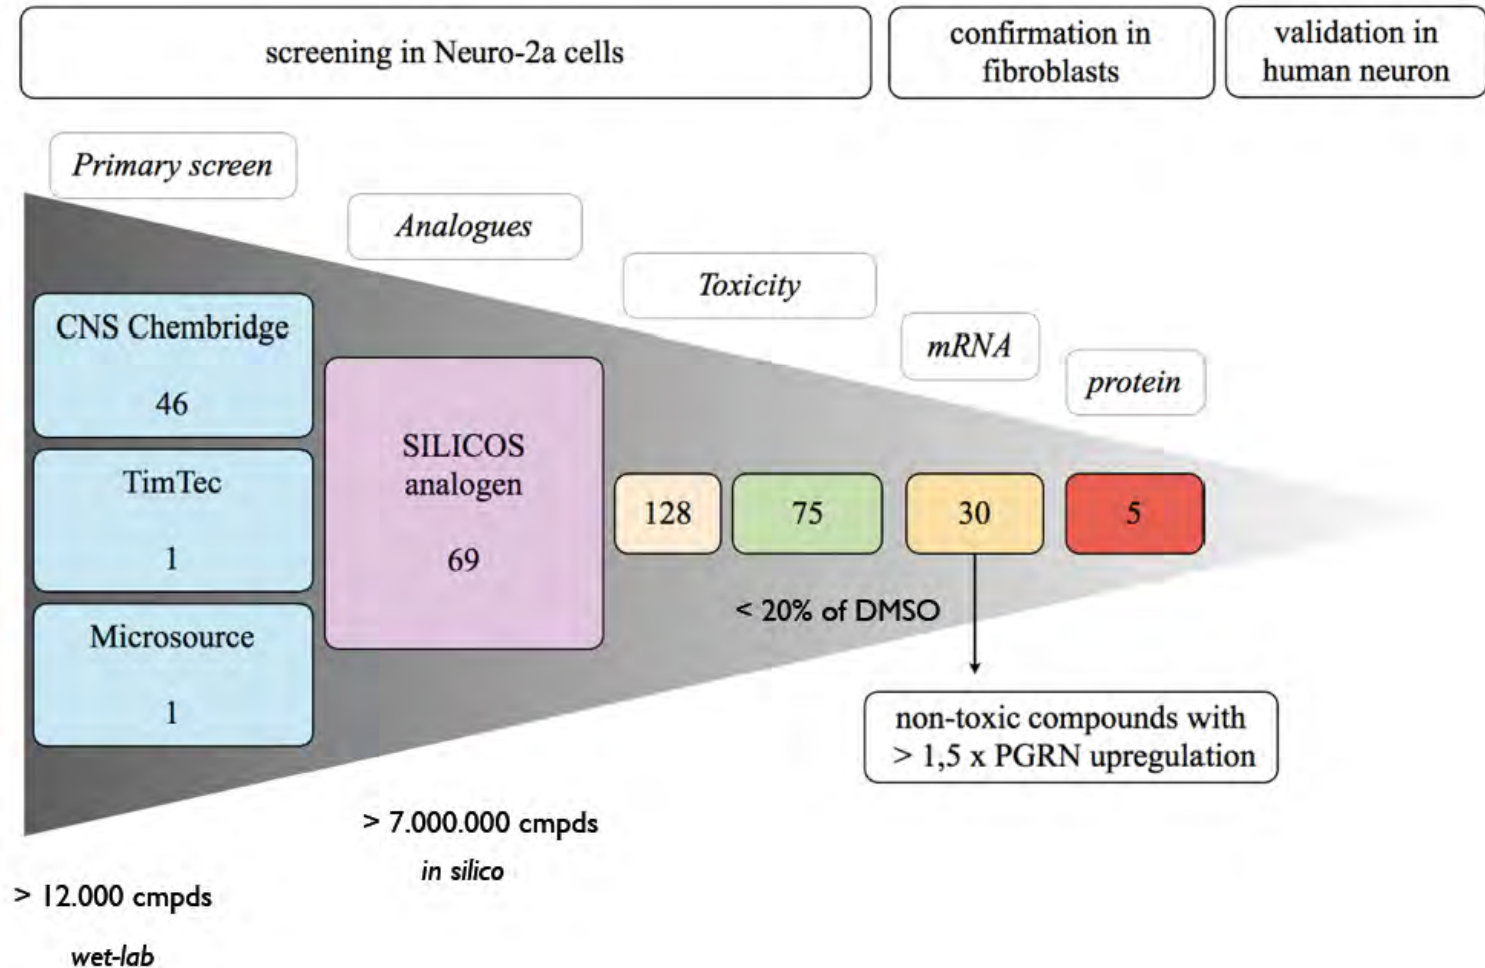 screening in Neuro-2a cells
confirmation in
fibroblasts
validation in
human neuron
Primary screen
Analogues
Toxicity
mRNA
protein
CNS Chembridge
46
TimTec
1
Microsource
1
SILICOS
analogen
69
128
75
30
5
< 20% of DMSO
non-toxic compounds with
> 1,5 x PGRN upregulation
> 7.000.000 cmpds
in silico
> 12.000 cmpds
wet-lab